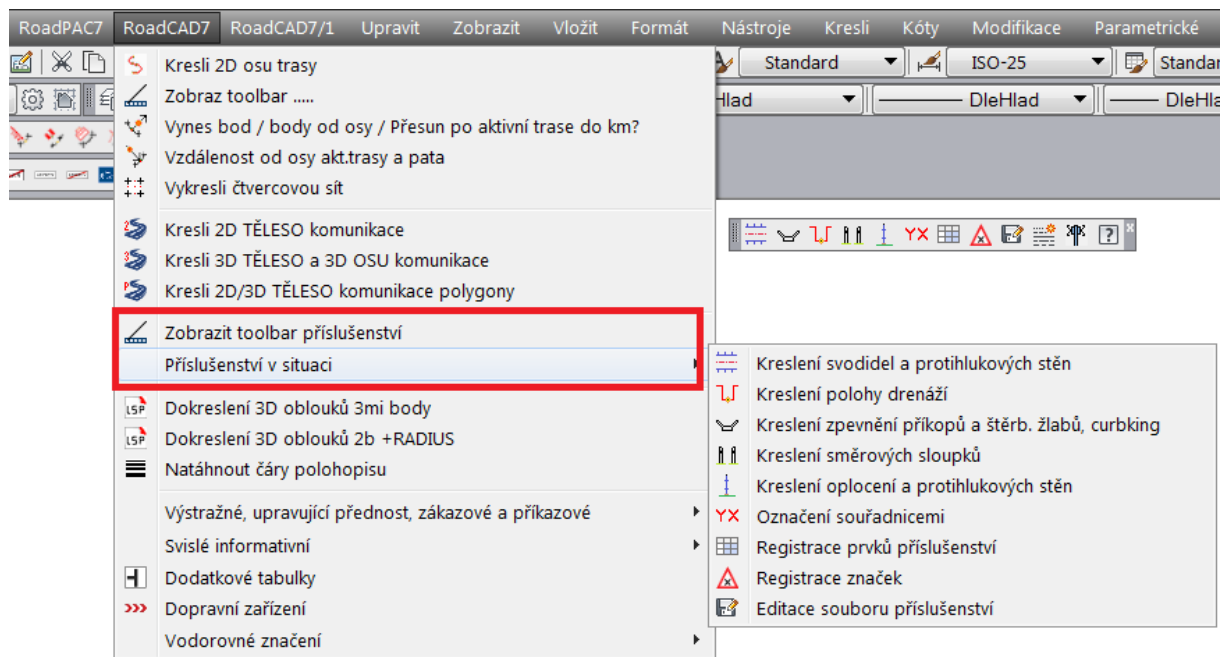 RoadPAC7 RoadCAD7 RoadCAD7/1 Upravit Zobrazit Vložit Formát Nástroje Kresli Kóty Modifikace Parametrické
Standard ISO-25 Standar
Hlad DleHlad DleHla
Kresli 2D osu trasy
Zobraz toolbar .....
Vynes bod / body od osy / Přesun po aktivní trase do km?
Vzdálenost od osy akt.trasy a pata
Vykresli čtvercovou sít
Kresli 2D TĚLESO komunikace
Kresli 3D TĚLESO a 3D OSU komunikace
Kresli 2D/3D TĚLESO komunikace polygony
Zobrazit toolbar příslušenství
Příslušenství v situaci
Dokreslení 3D oblouků 3mi body
Dokreslení 3D oblouků 2b +RADIUS
Natáhnout čáry polohopisu
Výstražné, upravující přednost, zákazové a příkazové
Svislé informativní
Dodatkové tabulky
Dopravní zařízení
Vodorovné značení
Kreslení svodidel a protihlukových stěn
Kreslení polohy drenáží
Kreslení zpevnění příkopů a štěrb. žlabů, curbking
Kreslení směrových sloupků
Kreslení oplocení a protihlukových stěn
YX Označení souřadnicemi
Registrace prvků příslušenství
Registrace značek
Editace souboru příslušenství